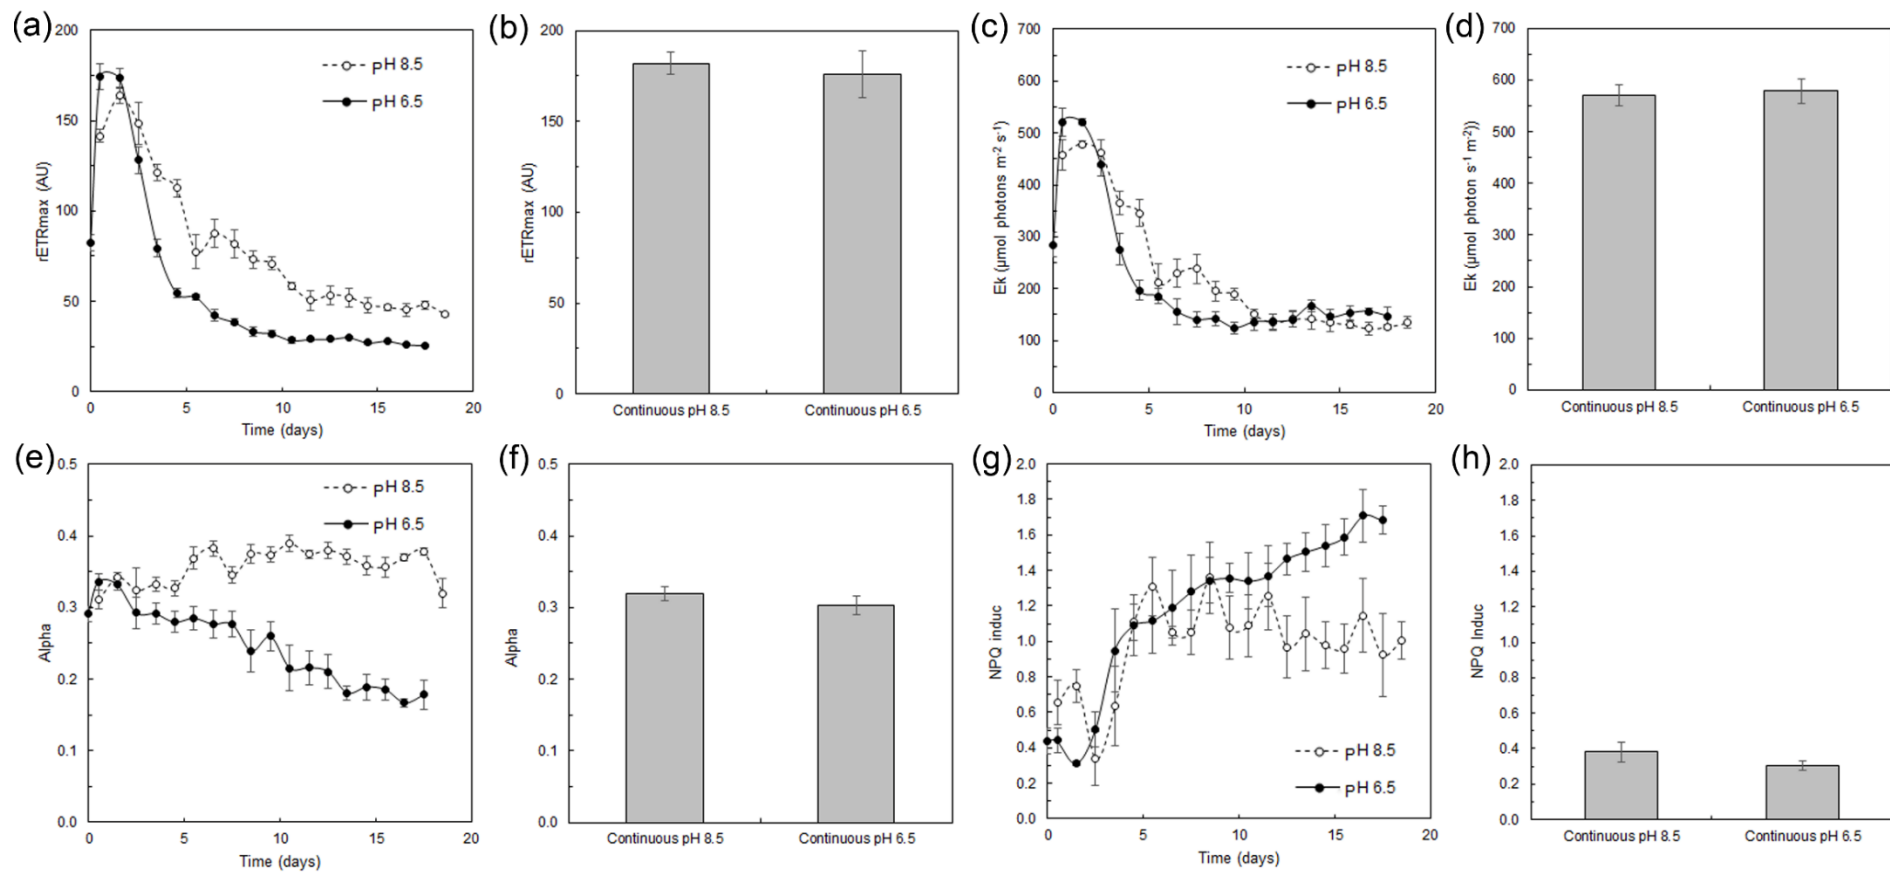 (a)
200
150
100
50
0
rETRmax (AU)
pH 8.5
pH 6.5
0 5 10 15 20
Time (days)
(b)
200
150
100
50
0
rETRmax (AU)
Continuous pH 8.5 Continuous pH 6.5
(c)
700
600
500
400
300
200
100
0
Ek (µmol photons m-2 s-1)
pH 8.5
pH 6.5
0 5 10 15 20
Time (days)
(d)
700
600
500
400
300
200
100
0
Ek (µmol photon s-1 m-2))
Continuous pH 8.5 Continuous pH 6.5
(e)
0.5
0.4
0.3
0.2
0.1
0.0
Alpha
pH 8.5
pH 6.5
0 5 10 15 20
Time (days)
(f)
0.5
0.4
0.3
0.2
0.1
0.0
Alpha
Continuous pH 8.5 Continuous pH 6.5
(g)
2.0
1.8
1.6
1.4
1.2
1.0
0.8
0.6
0.4
0.2
0.0
NPQ induc
pH 8.5
pH 6.5
0 5 10 15 20
Time (days)
(h)
2.0
1.8
1.6
1.4
1.2
1.0
0.8
0.6
0.4
0.2
0.0
NPQ Induc
Continuous pH 8.5 Continuous pH 6.5